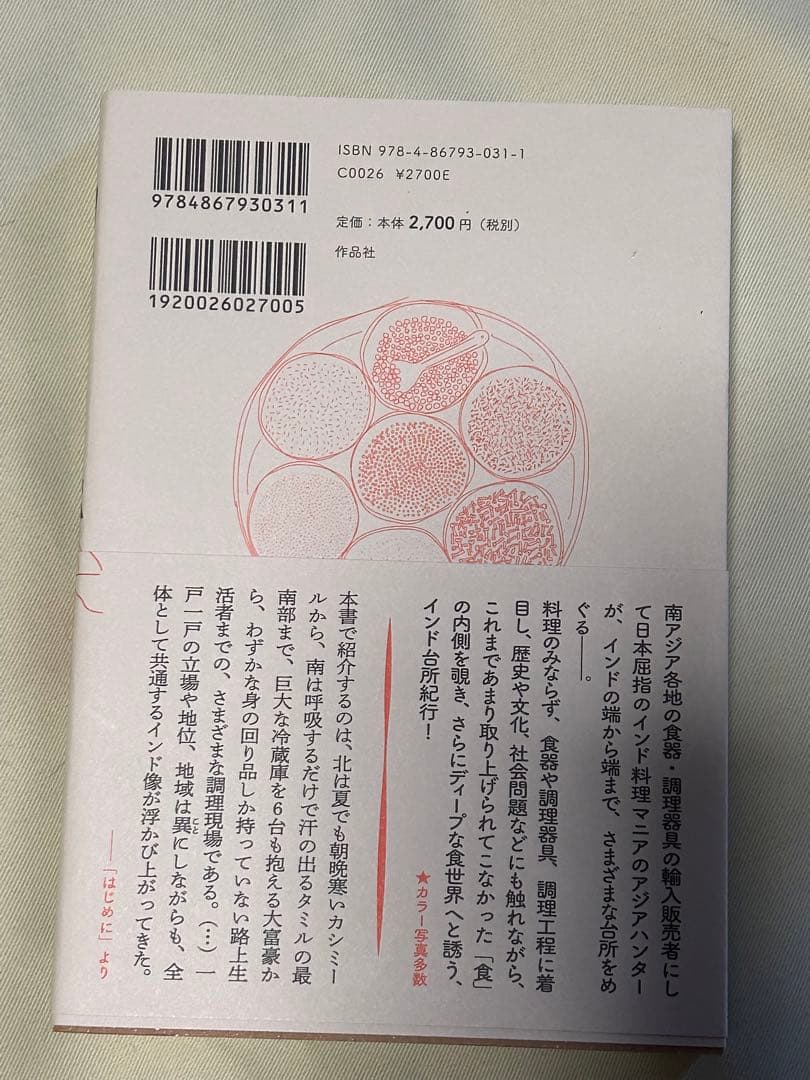 9784867930311
ISBN 978-4-86793-031-1
C0026 ¥2700E
1920026027005
定価：本体2,700円（税別）
作品社
南アジア各地の食器・調理器具の輸入販売者にし
て日本屈指のインド料理マニアのアジアハンター
が、インドの端から端まで、さまざまな台所をめ
ぐる――。
料理のみならず、食器や調理器具、調理工程に着
目し、歴史や文化、社会問題などにも触れながら、
これまであまり取り上げられてこなかった「食」
の内側を覗き、さらにディープな食世界へと誘う、
インド台所紀行！
★カラー写真多数
本書で紹介するのは、北は夏でも朝晩寒いカシミー
ルから、南は呼吸するだけで汗の出るタミルの最
南部まで、巨大な冷蔵庫を6台も抱える大富豪か
ら、わずかな身の回り品しか持っていない路上生
活者までの、さまざまな調理現場である。（…）一
戸一戸の立場や地位、地域は異にしながらも、全
こと
体として共通するインド像が浮かび上がってきた。
――「はじめに」より